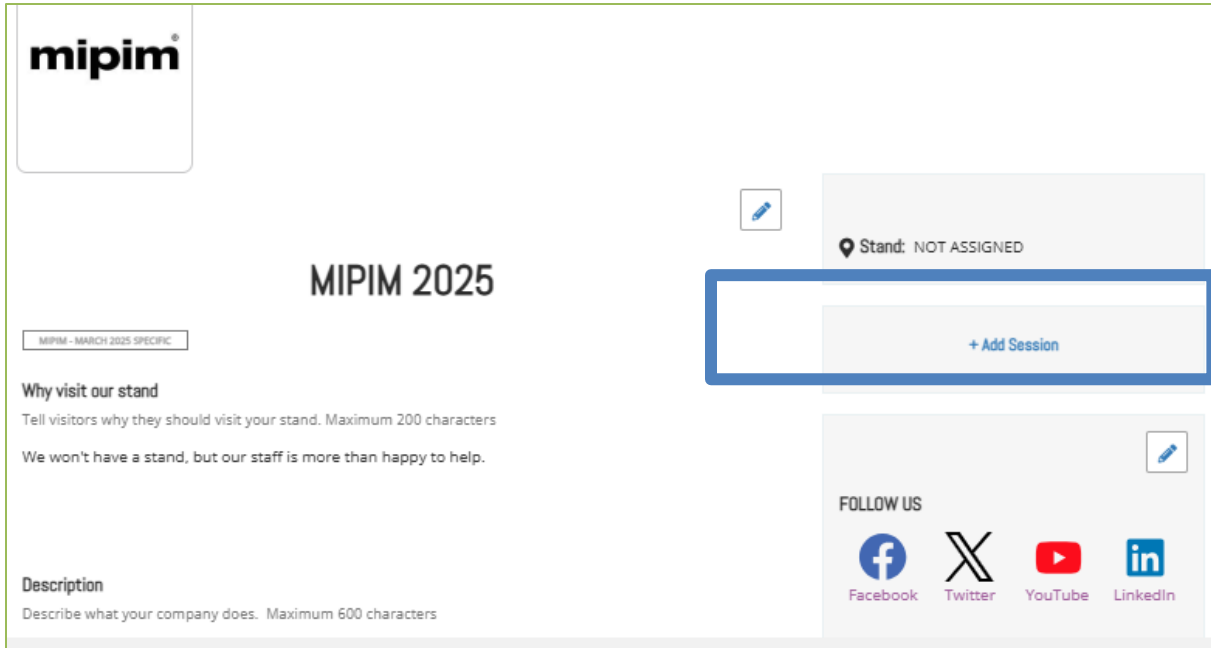 mipim®
Stand: NOT ASSIGNED
MIPIM 2025
MIPIM - MARCH 2025 SPECIFIC
+ Add Session
Why visit our stand
Tell visitors why they should visit your stand. Maximum 200 characters
We won't have a stand, but our staff is more than happy to help.
FOLLOW US
Facebook Twitter YouTube LinkedIn
Description
Describe what your company does. Maximum 600 characters